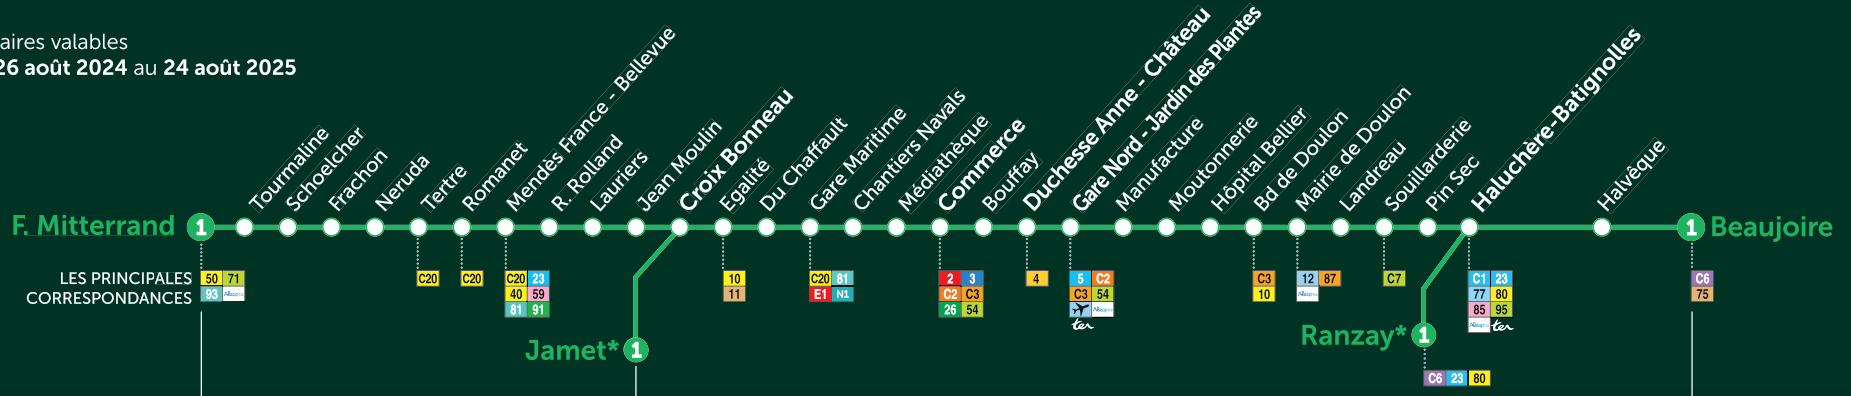 aires valables
26 août 2024 au 24 août 2025
F. Mitterrand
1
Tourmaline
Schoelcher
Frachon
Neruda
Tertre
Romanet
Mendès France - Bellevue
R. Rolland
Lauriers
Jean Moulin
Croix Bonneau
Egalité
Du Chaffault
Gare Maritime
Chantiers Navals
Médiathèque
Commerce
Bouffay
Duchesse Anne - Château
Gare Nord - Jardin des Plantes
Manufacture
Moutonnerie
Hôpital Bellier
Bd de Doulon
Mairie de Doulon
Landreau
Souillarderie
Pin Sec
Haluchère-Batignolles
Halvêque
1
Beaujoire
LES PRINCIPALES
CORRESPONDANCES
50 71
93
C20
C20
C20 23
40 59
81 91
10
11
C20 81
E1 N1
2 3
C2 C3
26 54
4
5 C2
C3 54
ter
C3
10
12 87
C7
C1 23
77 80
85 95
ter
C6
75
Jamet* 1
Ranzay* 1
C6 23 80